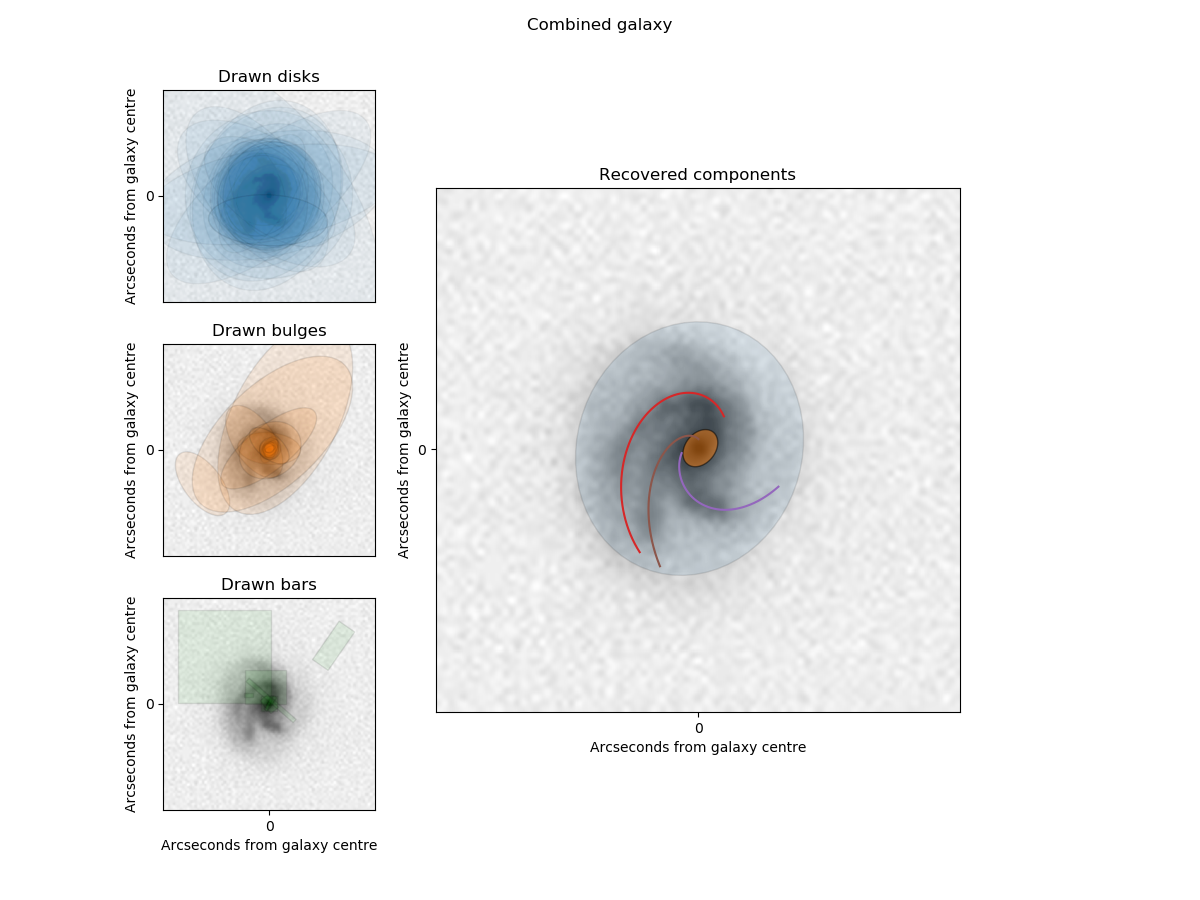 Combined galaxy
Drawn disks
Arcseconds from galaxy centre
0
Drawn bulges
Arcseconds from galaxy centre
0
Drawn bars
Arcseconds from galaxy centre
0
0
Arcseconds from galaxy centre
Recovered components
Arcseconds from galaxy centre
0
0
Arcseconds from galaxy centre